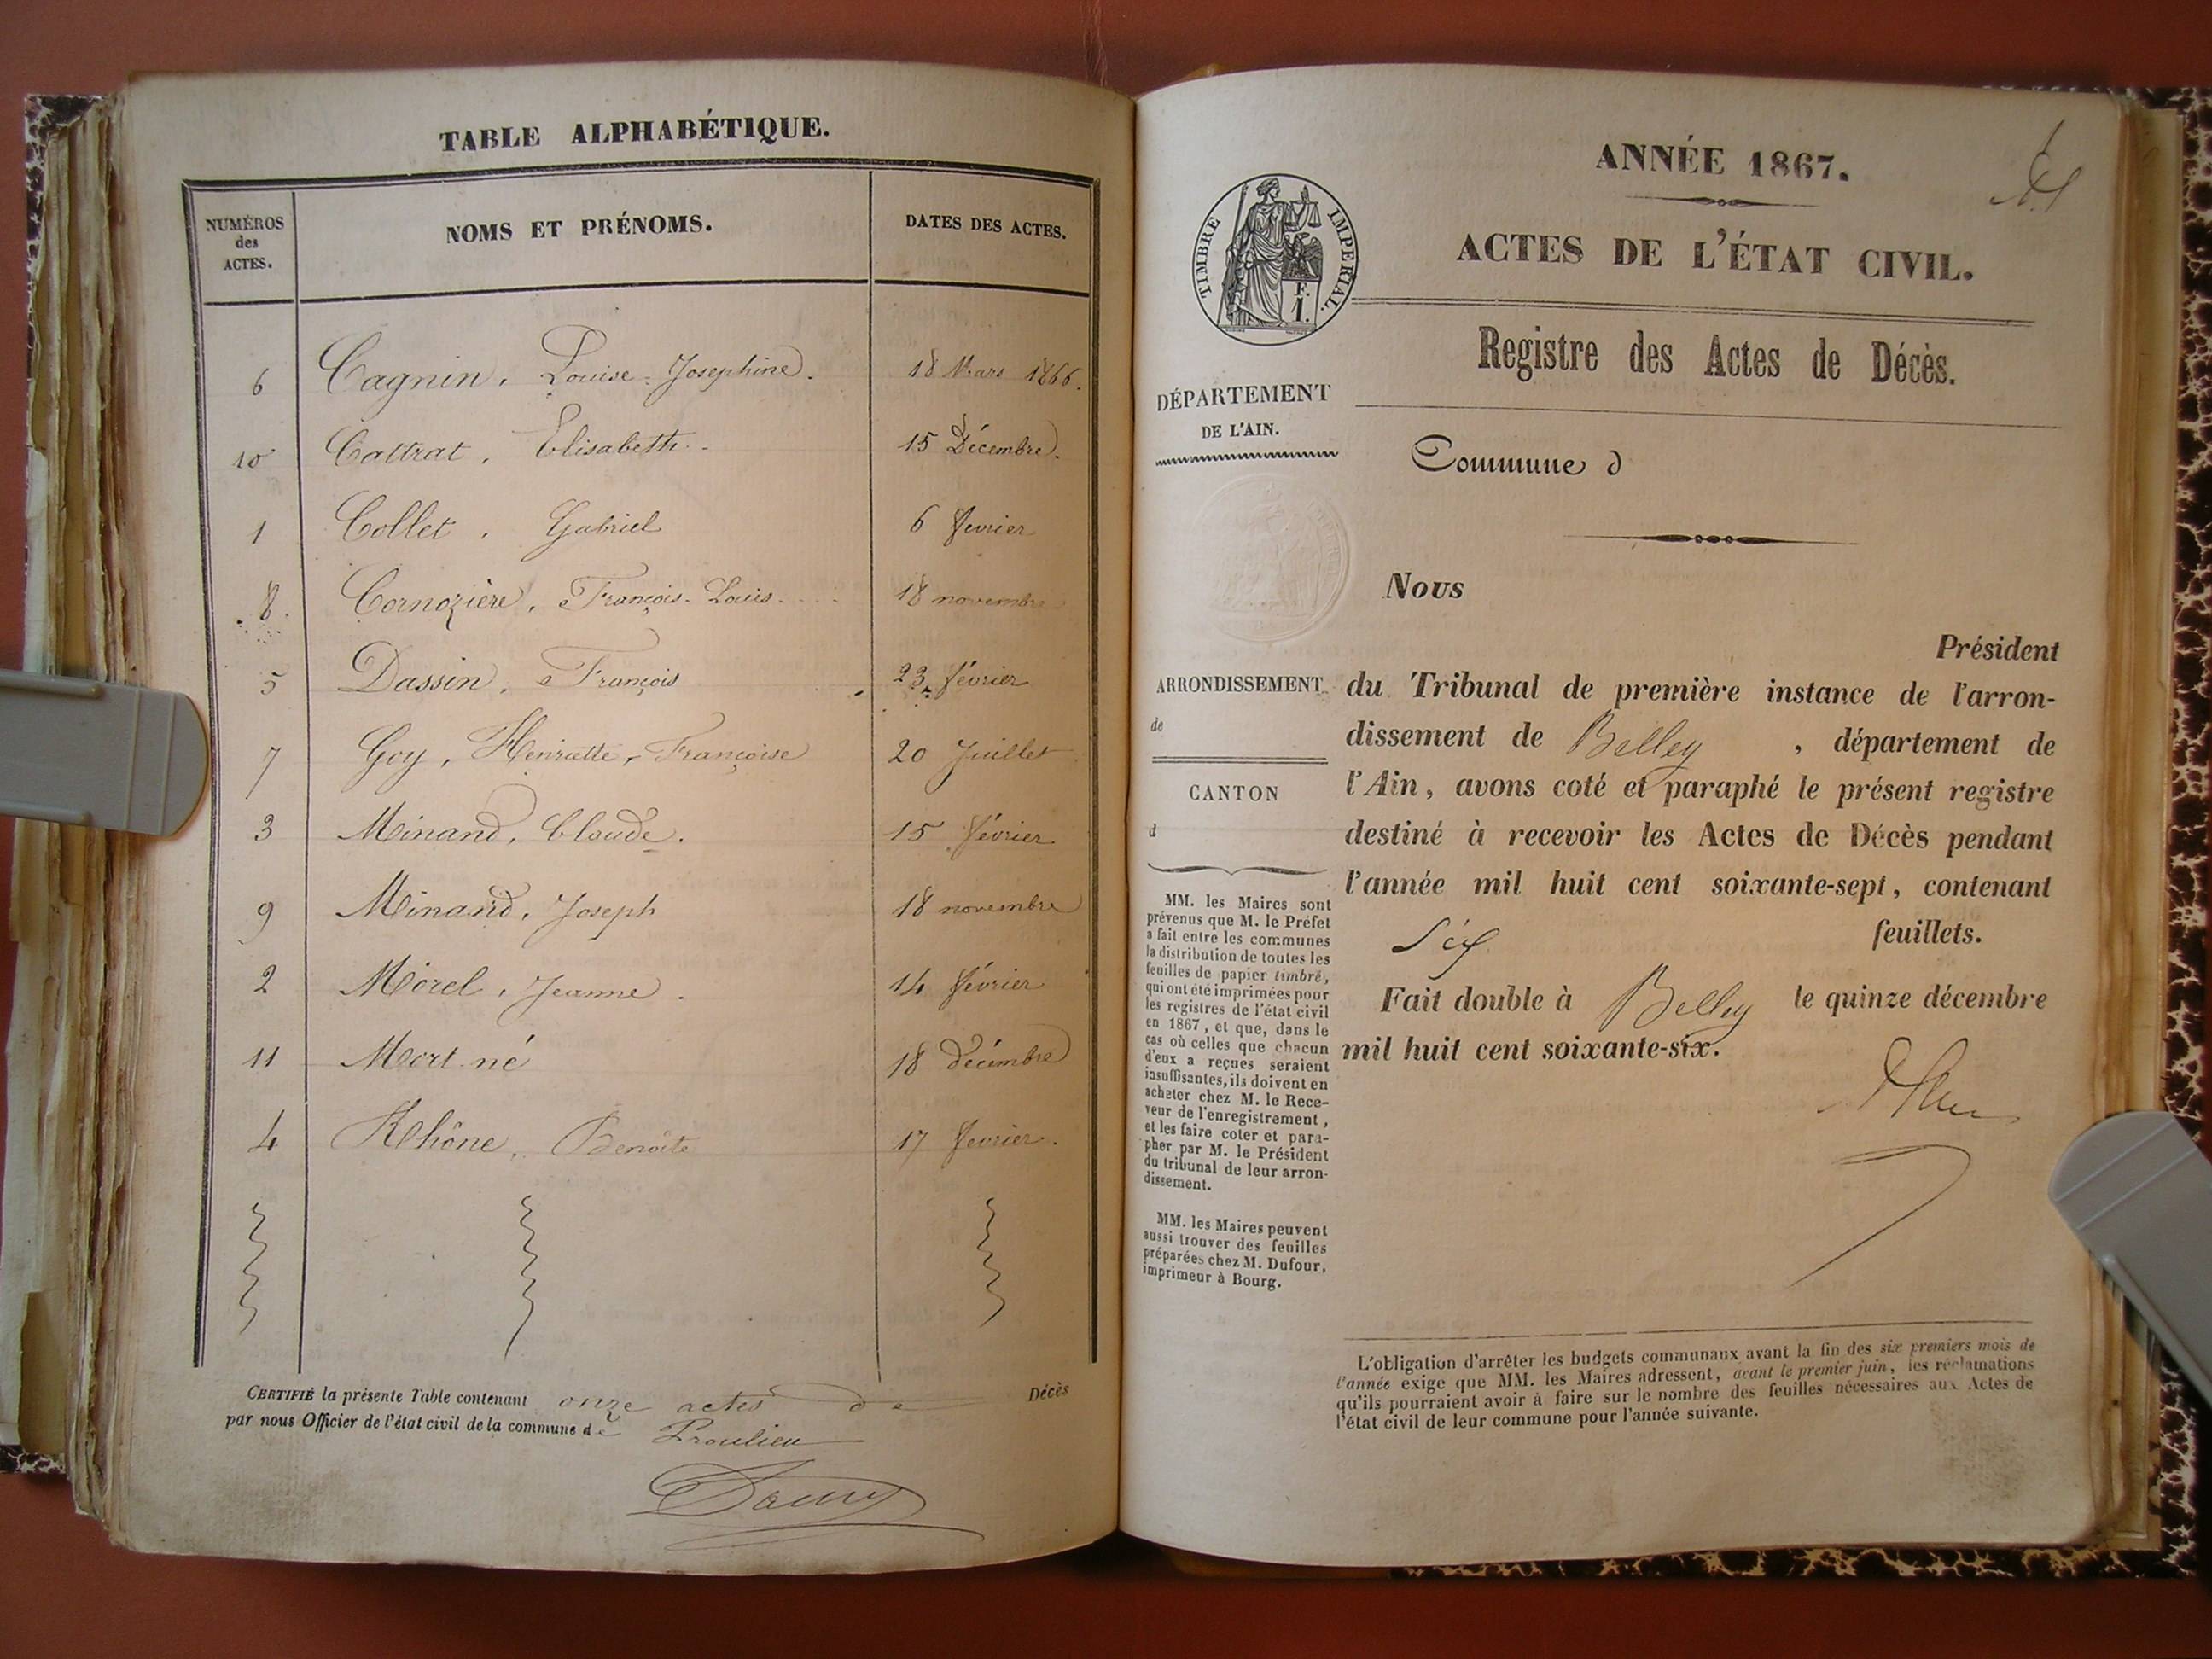 TABLE ALPHABÉTIQUE.
NUMÉROS des ACTES. NOMS ET PRÉNOMS. DATES DES ACTES.
6 Cagnin, Louise-Josephine. 18 Mars 1866.
10 Cattrat, Elisabeth. 15 Décembre.
1 Collet, Gabriel 6 fevrier
8. Cornozière, François-Louis. 18 novembre
5 Dassin, François 23 février
7 Goy, Henriette-Françoise 20 Juillet
3 Minand, Claude. 15 février
9 Minand, Joseph 18 novembre
2 Morel, Jeanne. 14 février
11 Mort-né 18 décembre
4 Rhône, Benoite 17 fevrier.
CERTIFIÉ la présente Table contenant onze actes de Décès
par nous Officier de l'état civil de la commune de Proulieu
ANNÉE 1867.
ACTES DE L'ÉTAT CIVIL.
TIMBRE IMPERIAL.
F. 1.
Registre des Actes de Décès.
DÉPARTEMENT
DE L'AIN.
Commune d
Nous
Président
ARRONDISSEMENT
de
CANTON
d
du Tribunal de première instance de l'arron-
dissement de Belley, département de
l'Ain, avons coté et paraphé le présent registre
destiné à recevoir les Actes de Décès pendant
l'année mil huit cent soixante-sept, contenant
Six feuillets.
Fait double à Belley le quinze décembre
mil huit cent soixante-six.
MM. les Maires sont
prévenus que M. le Préfet
a fait entre les communes
la distribution de toutes les
feuilles de papier timbré,
qui ont été imprimées pour
les registres de l'état civil
en 1867, et que, dans le
cas où celles que chacun
d'eux a reçues seraient
insuffisantes, ils doivent en
acheter chez M. le Rece-
veur de l'enregistrement,
et les faire coter et para-
pher par M. le Président
du tribunal de leur arron-
dissement.
MM. les Maires peuvent
aussi trouver des feuilles
préparées chez M. Dufour,
imprimeur à Bourg.
L'obligation d'arrêter les budgets communaux avant la fin des six premiers mois de
l'année exige que MM. les Maires adressent, avant le premier juin, les réclamations
qu'ils pourraient avoir à faire sur le nombre des feuilles nécessaires aux Actes de
l'état civil de leur commune pour l'année suivante.